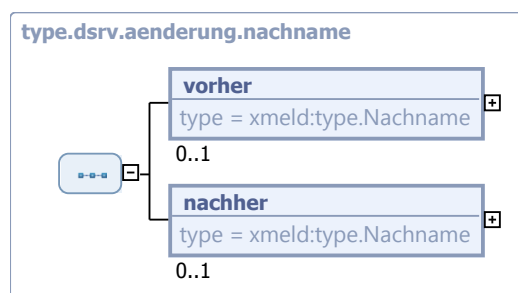 type.dsrv.aenderung.nachname
vorher
type = xmeld:type.Nachname
0..1
nachher
type = xmeld:type.Nachname
0..1